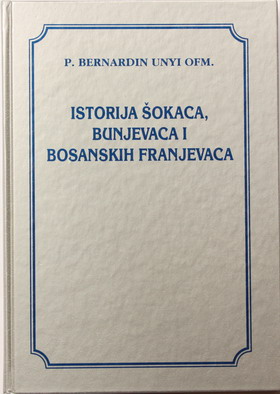 P. BERNARDIN UNYI OFM.
ISTORIJA ŠOKACA,
BUNJEVACA I
BOSANSKIH FRANJEVACA